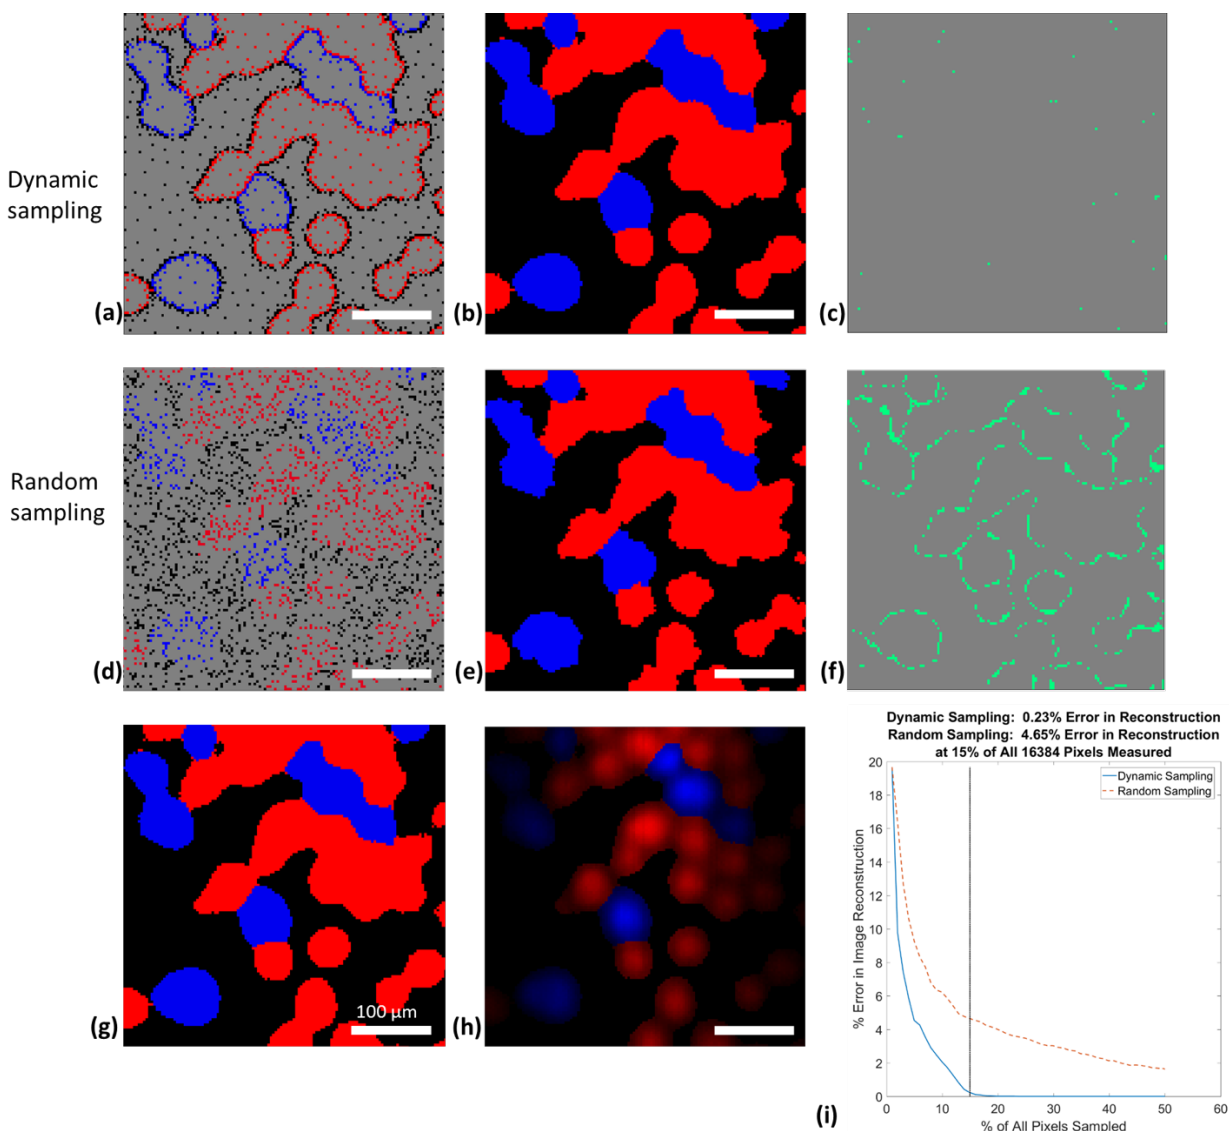 Dynamic
sampling
(a)
(b)
(c)
Random
sampling
(d)
(e)
(f)
100 µm
(g)
(h)
Dynamic Sampling: 0.23% Error in Reconstruction
Random Sampling: 4.65% Error in Reconstruction
at 15% of All 16384 Pixels Measured
Dynamic Sampling
Random Sampling
% Error in Image Reconstruction
20
18
16
14
12
10
8
6
4
2
0
0 10 20 30 40 50 60
% of All Pixels Sampled
(i)